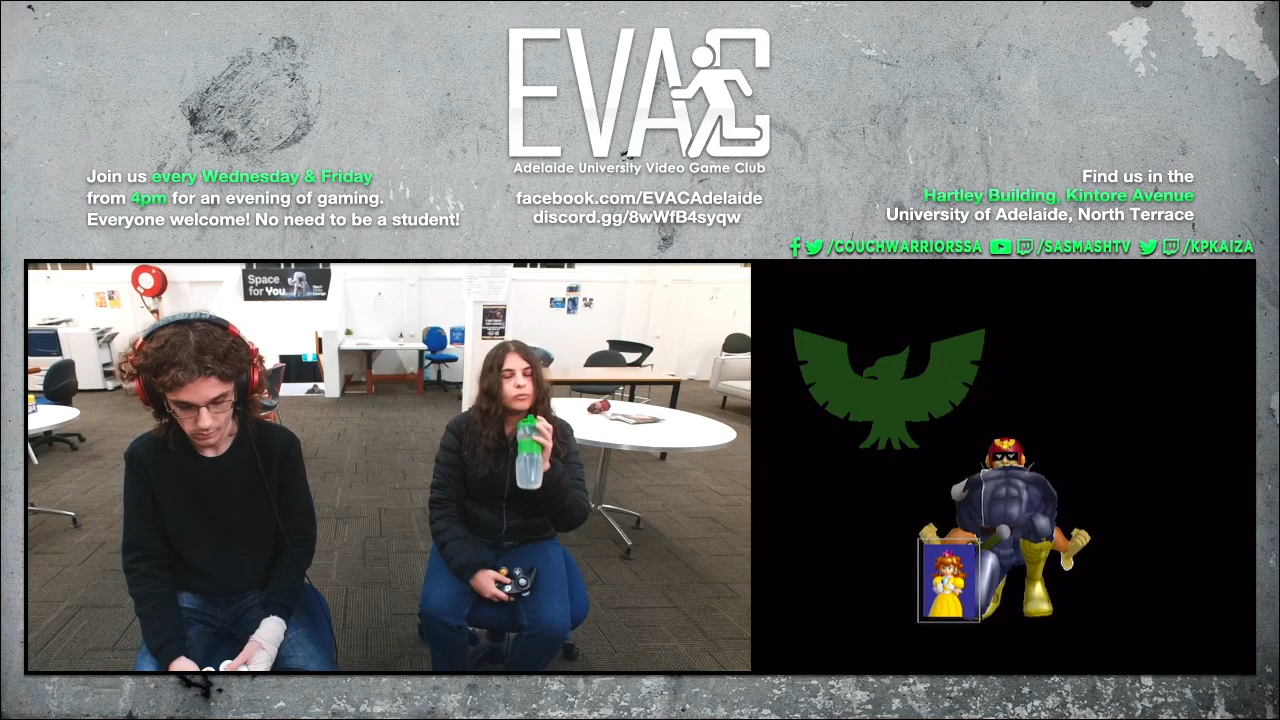 EVAC
Adelaide University Video Game Club
Join us every Wednesday & Friday
from 4pm for an evening of gaming.
Everyone welcome! No need to be a student!
facebook.com/EVACAdelaide
discord.gg/8wWfB4syqw
Find us in the
Hartley Building, Kintore Avenue
University of Adelaide, North Terrace
/COUCHWARRIORSSA /SASMASHTV /KPKAIZA
Space
for You